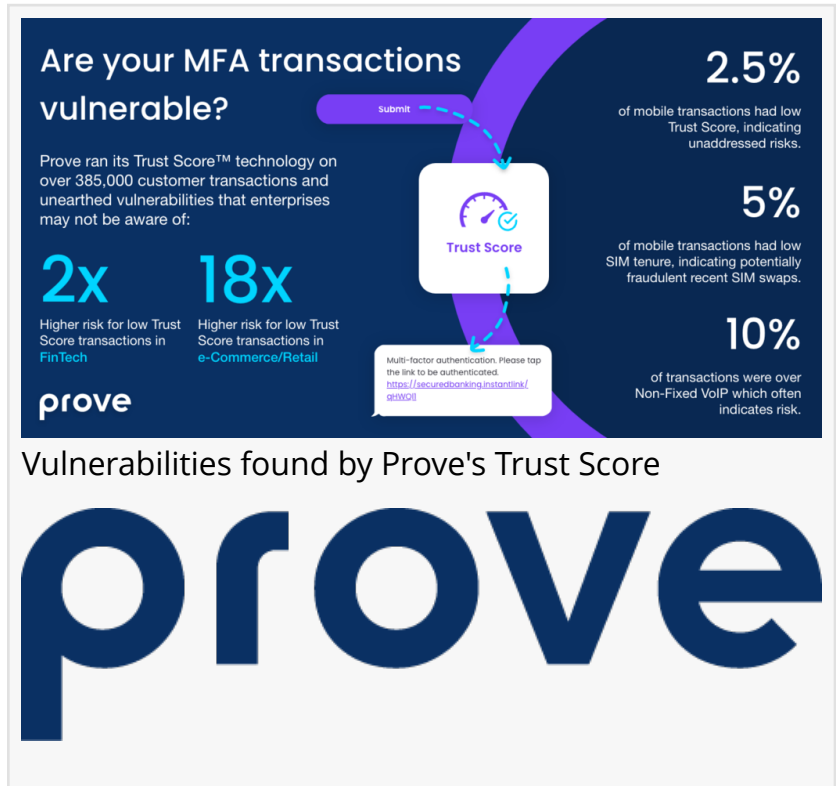 Are your MFA transactions
vulnerable?
Submit
Prove ran its Trust Score™ technology on
over 385,000 customer transactions and
unearthed vulnerabilities that enterprises
may not be aware of:
2x
Higher risk for low Trust
Score transactions in
FinTech
18x
Higher risk for low Trust
Score transactions in
e-Commerce/Retail
prove
Trust Score
Multi-factor authentication. Please tap
the link to be authenticated.
https://securedbanking.instantlink/
qHWQI1
2.5%
of mobile transactions had low
Trust Score, indicating
unaddressed risks.
5%
of mobile transactions had low
SIM tenure, indicating potentially
fraudulent recent SIM swaps.
10%
of transactions were over
Non-Fixed VoIP which often
indicates risk.
Vulnerabilities found by Prove's Trust Score
prove